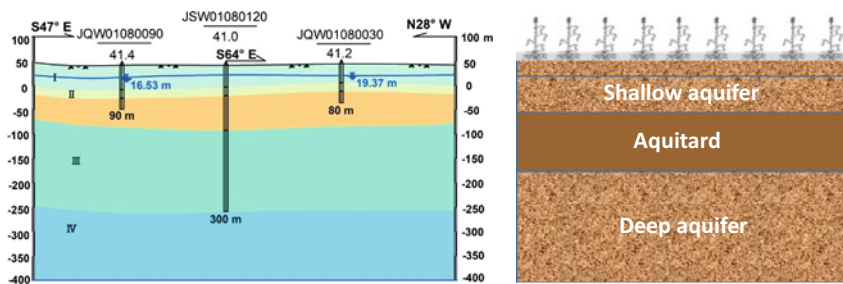 S47° E
JQW01080090
41.4
JSW01080120
41.0
S64° E
JQW01080030
41.2
N28° W
100
50
0
-50
-100
-150
-200
-250
-300
-350
-400
I
II
III
IV
16.53 m
90 m
300 m
19.37 m
80 m
100 m
50
0
-50
-100
-150
-200
-250
-300
-350
-400
Shallow aquifer
Aquitard
Deep aquifer